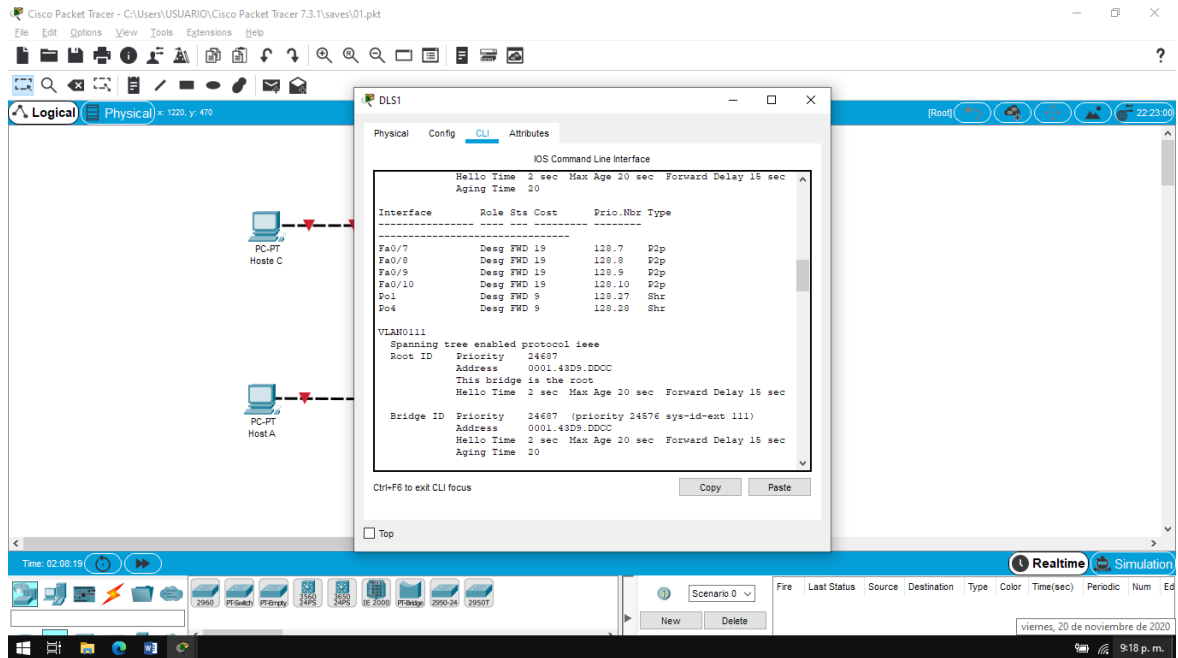 Cisco Packet Tracer - C:\Users\USUARIO\Cisco Packet Tracer 7.3.1\saves\01.pkt
File Edit Options View Tools Extensions Help
?
Logical Physical x: 1220, y: 470 [Root] 22:23:00
PC-PT
Hoste C
PC-PT
Host A
DLS1
Physical Config CLI Attributes
IOS Command Line Interface
Hello Time 2 sec Max Age 20 sec Forward Delay 15 sec
Aging Time 20
Interface Role Sts Cost Prio.Nbr Type
---------------- ---- --- --------- --------
--------------------------------
Fa0/7 Desg FWD 19 128.7 P2p
Fa0/8 Desg FWD 19 128.8 P2p
Fa0/9 Desg FWD 19 128.9 P2p
Fa0/10 Desg FWD 19 128.10 P2p
Po1 Desg FWD 9 128.27 Shr
Po4 Desg FWD 9 128.28 Shr
VLAN0111
Spanning tree enabled protocol ieee
Root ID Priority 24687
Address 0001.43D9.DDCC
This bridge is the root
Hello Time 2 sec Max Age 20 sec Forward Delay 15 sec
Bridge ID Priority 24687 (priority 24576 sys-id-ext 111)
Address 0001.43D9.DDCC
Hello Time 2 sec Max Age 20 sec Forward Delay 15 sec
Aging Time 20
Ctrl+F6 to exit CLI focus
Copy Paste
Top
Time: 02:08:19
Realtime Simulation
2960 PT-Switch PT-Empty 3560 24PS 3650 24PS IE 2000 PT-Bridge 2950-24 2950T
Scenario 0
New Delete
Fire Last Status Source Destination Type Color Time(sec) Periodic Num Ed
viernes, 20 de noviembre de 2020
9:18 p. m.